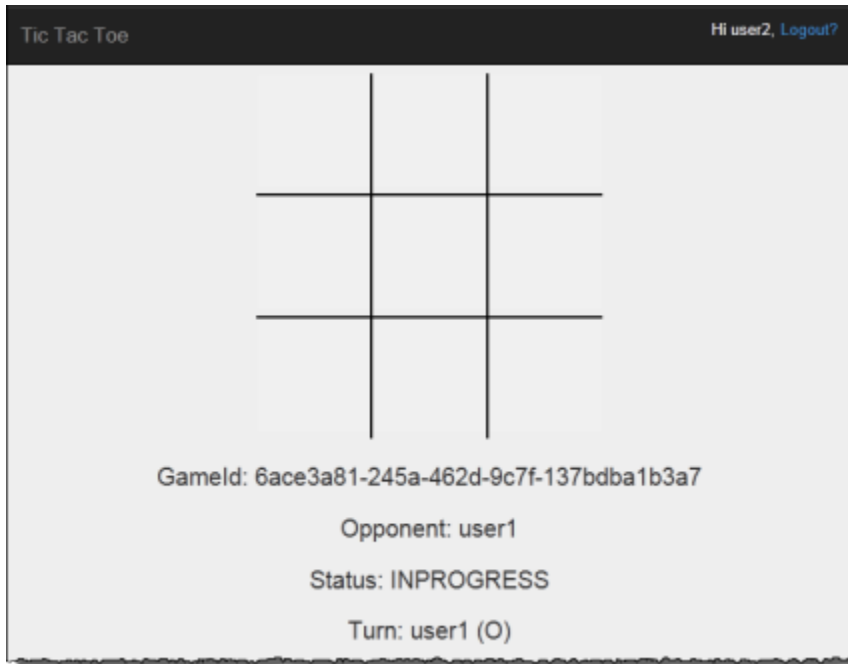 Tic Tac Toe
Hi user2, Logout?
GameId: 6ace3a81-245a-462d-9c7f-137bdba1b3a7
Opponent: user1
Status: INPROGRESS
Turn: user1 (O)